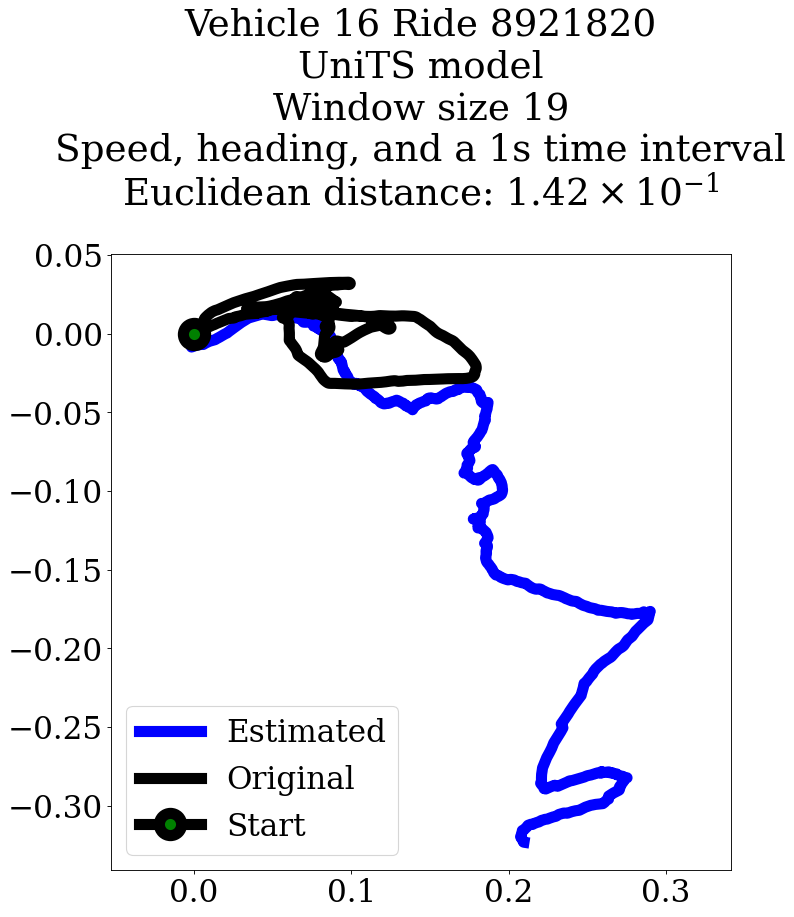 Vehicle 16 Ride 8921820
UniTS model
Window size 19
Speed, heading, and a 1s time interval
Euclidean distance: 1.42 × 10⁻¹
0.05
0.00
−0.05
−0.10
−0.15
−0.20
−0.25
−0.30
Estimated
Original
Start
0.0 0.1 0.2 0.3